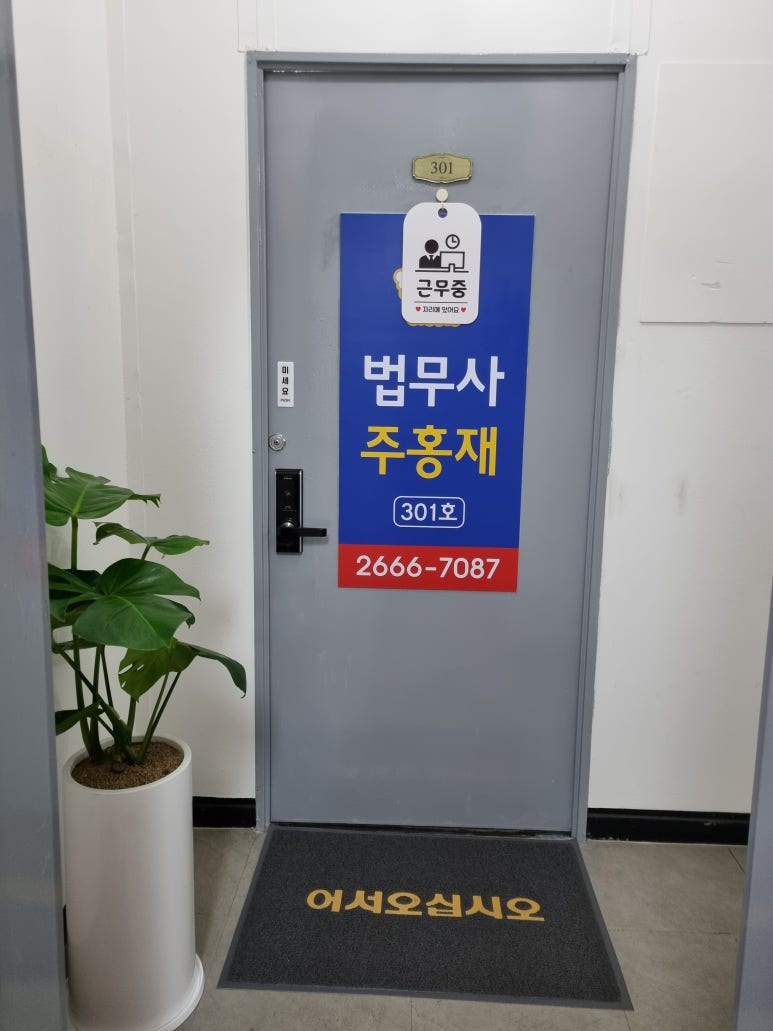 301
근무중
♥ 자리에 있어요 ♥
미세요
PUSH
법무사
주홍재
301호
2666-7087
어서오십시오